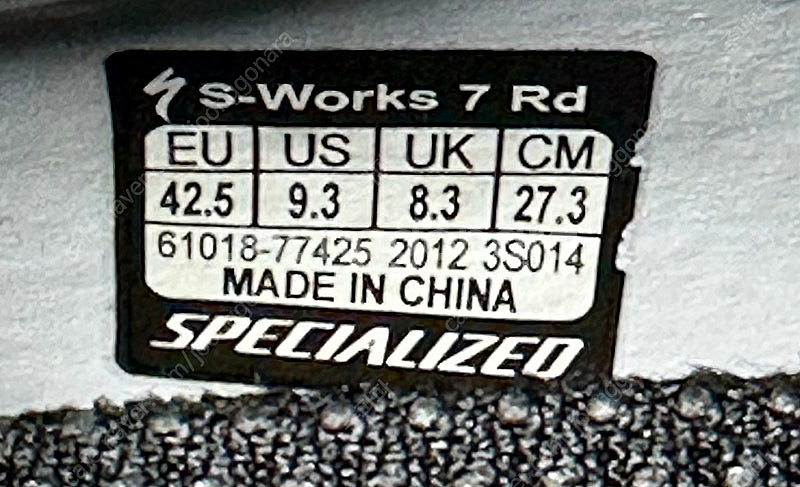 S-Works 7 Rd
EU US UK CM
42.5 9.3 8.3 27.3
61018-77425 2012 3S014
MADE IN CHINA
SPECIALIZED